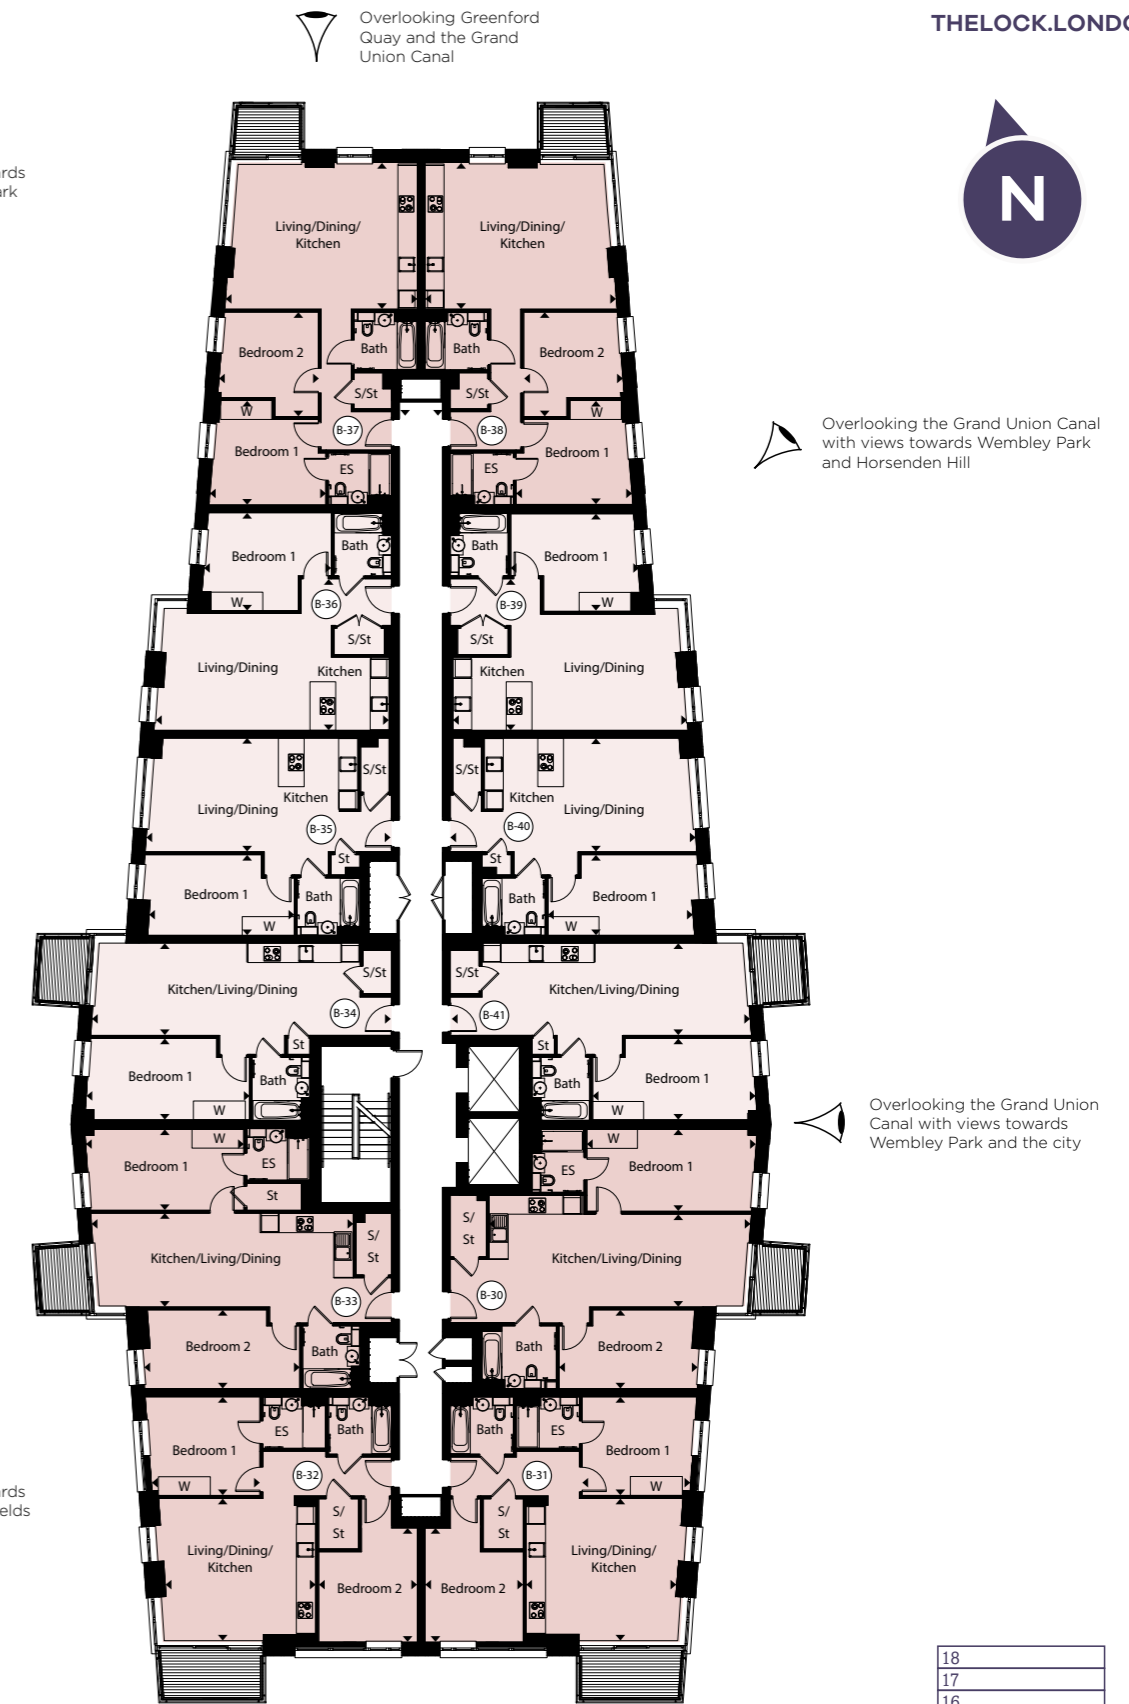 Overlooking Greenford
Quay and the Grand
Union Canal
THELOCK.LONDO
rds
ark
N
Living/Dining/
Kitchen
Living/Dining/
Kitchen
Bedroom 2
Bath
Bath
Bedroom 2
S/St
S/St
W
W
B-37
B-38
Bedroom 1
ES
ES
Bedroom 1
Overlooking the Grand Union Canal
with views towards Wembley Park
and Horsenden Hill
Bedroom 1
Bath
Bath
Bedroom 1
W
B-36
B-39
W
S/St
S/St
Living/Dining
Kitchen
Kitchen
Living/Dining
S/St
S/St
Living/Dining
Kitchen
Kitchen
Living/Dining
B-35
B-40
St
St
Bedroom 1
Bath
Bath
Bedroom 1
W
W
S/St
S/St
Kitchen/Living/Dining
Kitchen/Living/Dining
B-34
B-41
St
St
Bedroom 1
Bath
Bath
Bedroom 1
W
W
Overlooking the Grand Union
Canal with views towards
Wembley Park and the city
W
W
Bedroom 1
ES
ES
Bedroom 1
St
S/
St
S/
St
Kitchen/Living/Dining
Kitchen/Living/Dining
B-33
B-30
Bedroom 2
Bath
Bath
Bedroom 2
Bedroom 1
ES
Bath
Bath
ES
Bedroom 1
W
B-32
B-31
W
rds
elds
S/
St
S/
St
Living/Dining/
Kitchen
Living/Dining/
Kitchen
Bedroom 2
Bedroom 2
18
17
16